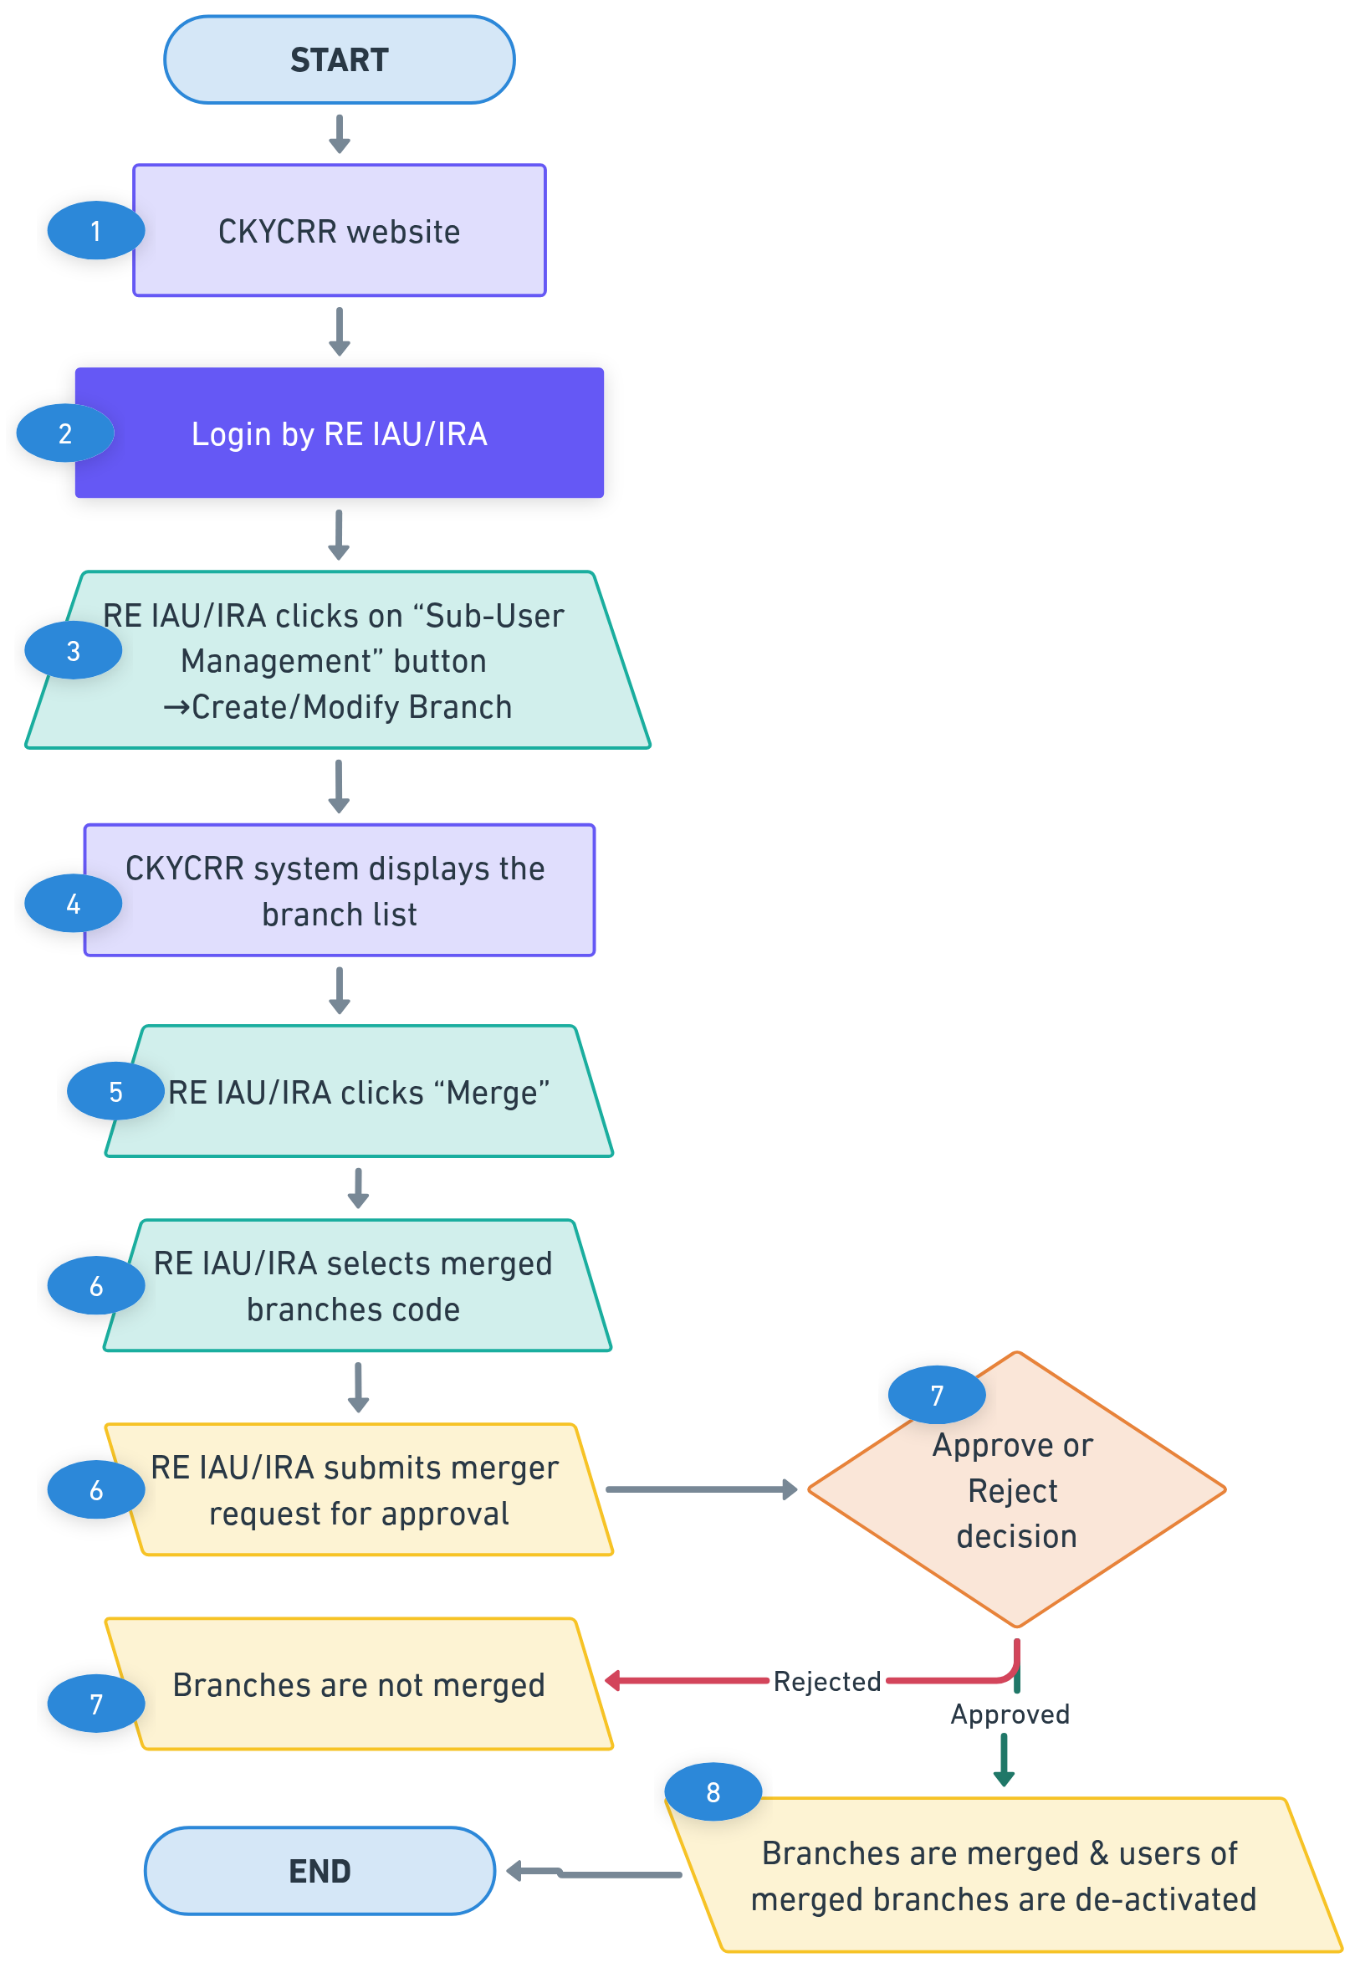 START
1
CKYCRR website
2
Login by RE IAU/IRA
3
RE IAU/IRA clicks on “Sub-User
Management” button
→Create/Modify Branch
4
CKYCRR system displays the
branch list
5
RE IAU/IRA clicks “Merge”
6
RE IAU/IRA selects merged
branches code
6
RE IAU/IRA submits merger
request for approval
7
Approve or
Reject
decision
Rejected
Approved
7
Branches are not merged
8
Branches are merged & users of
merged branches are de-activated
END